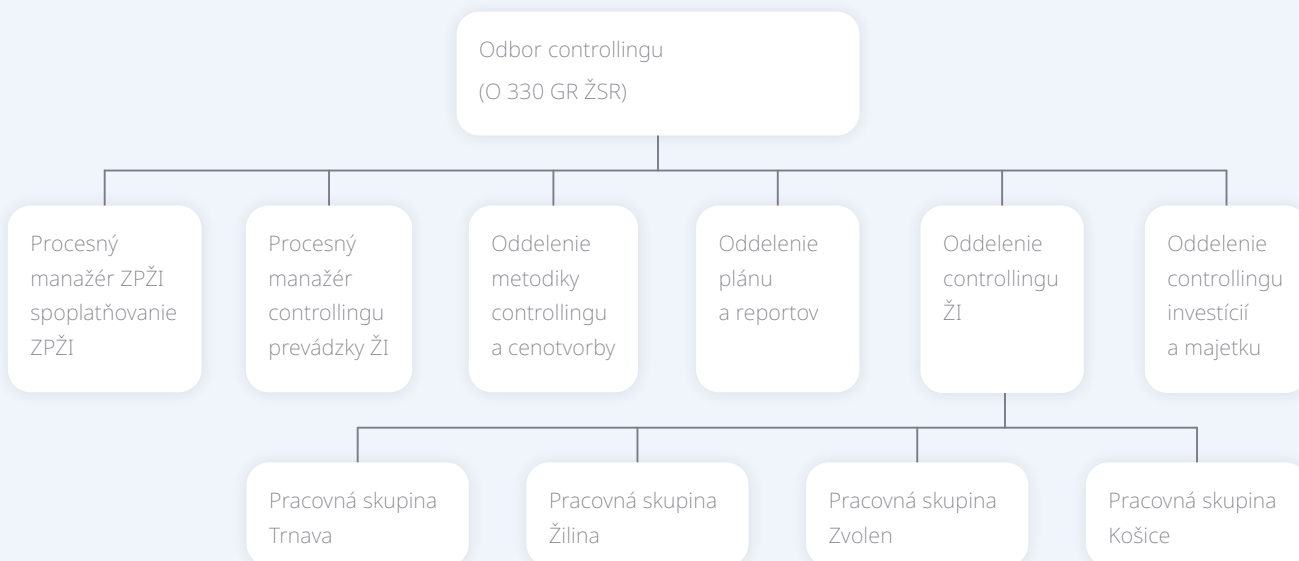 Odbor controllingu
(O 330 GR ŽSR)
Procesný
manažér ZPŽI
spoplatňovanie
ZPŽI
Procesný
manažér
controllingu
prevádzky ŽI
Oddelenie
metodiky
controllingu
a cenotvorby
Oddelenie
plánu
a reportov
Oddelenie
controllingu
ŽI
Oddelenie
controllingu
investícií
a majetku
Pracovná skupina
Trnava
Pracovná skupina
Žilina
Pracovná skupina
Zvolen
Pracovná skupina
Košice